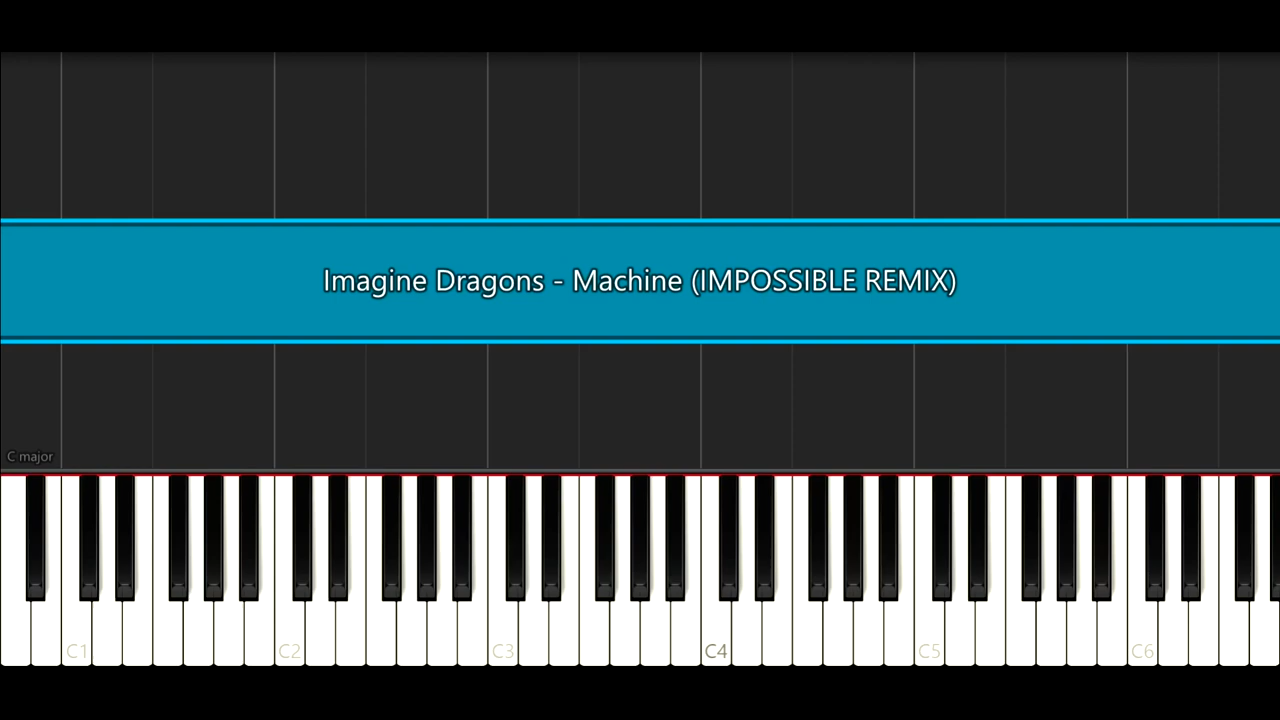 Imagine Dragons - Machine (IMPOSSIBLE REMIX)
C major
C1 C2 C3 C4 C5 C6